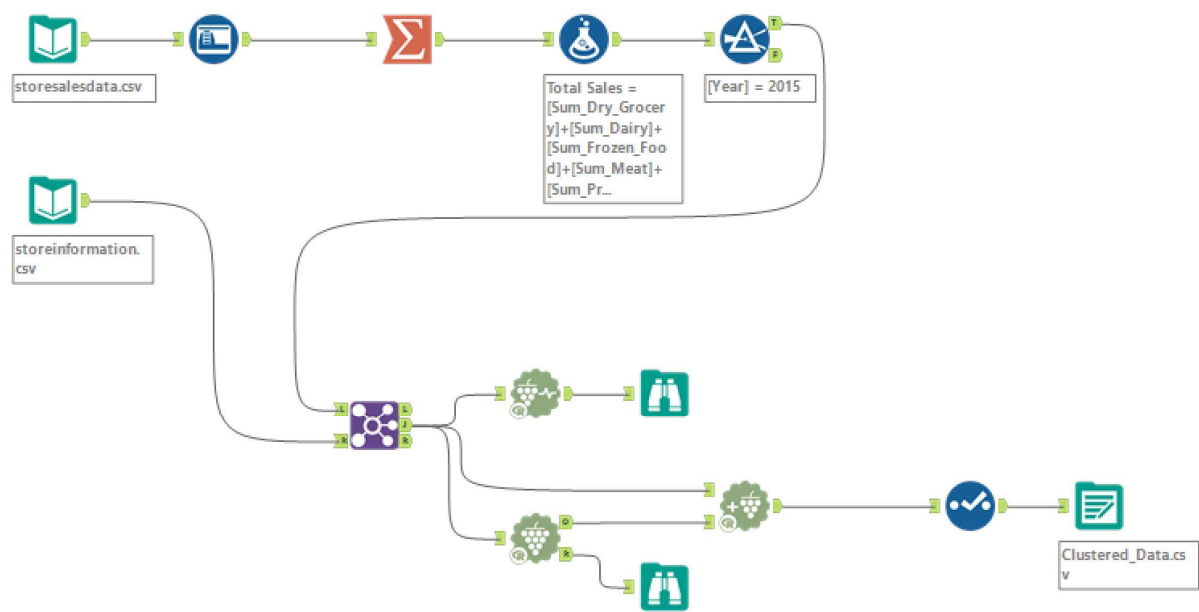 T
F
storesalesdata.csv
Total Sales =
[Sum_Dry_Grocer
y]+[Sum_Dairy]+
[Sum_Frozen_Foo
d]+[Sum_Meat]+
[Sum_Pr...
[Year] = 2015
storeinformation.
csv
L
R
L
J
R
R
O
R
R
R
Clustered_Data.cs
v